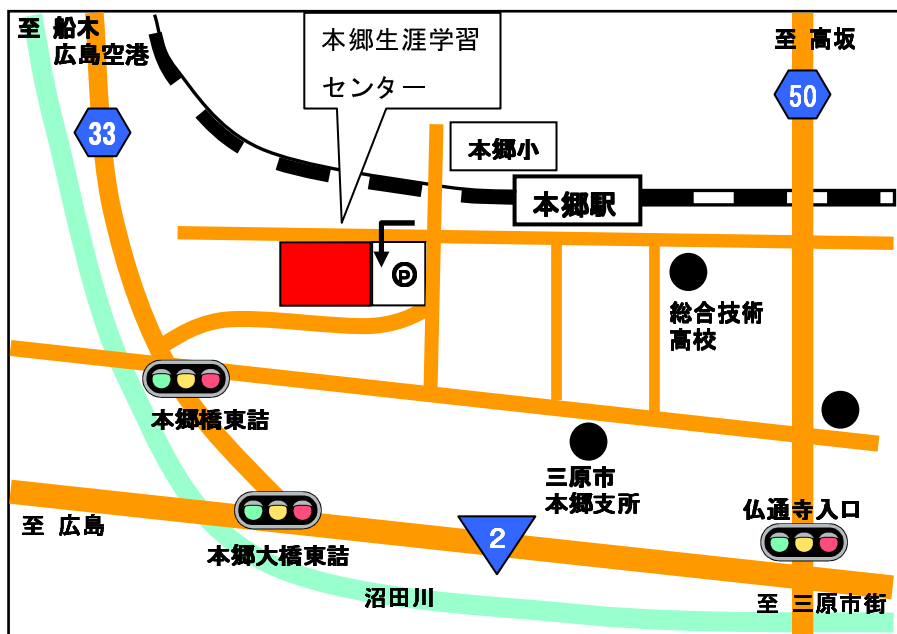 至 船木
広島空港
本郷生涯学習
センター
至 高坂
33
50
本郷小
本郷駅
P
総合技術
高校
本郷橋東詰
三原市
本郷支所
仏通寺入口
至 広島
2
本郷大橋東詰
沼田川
至 三原市街